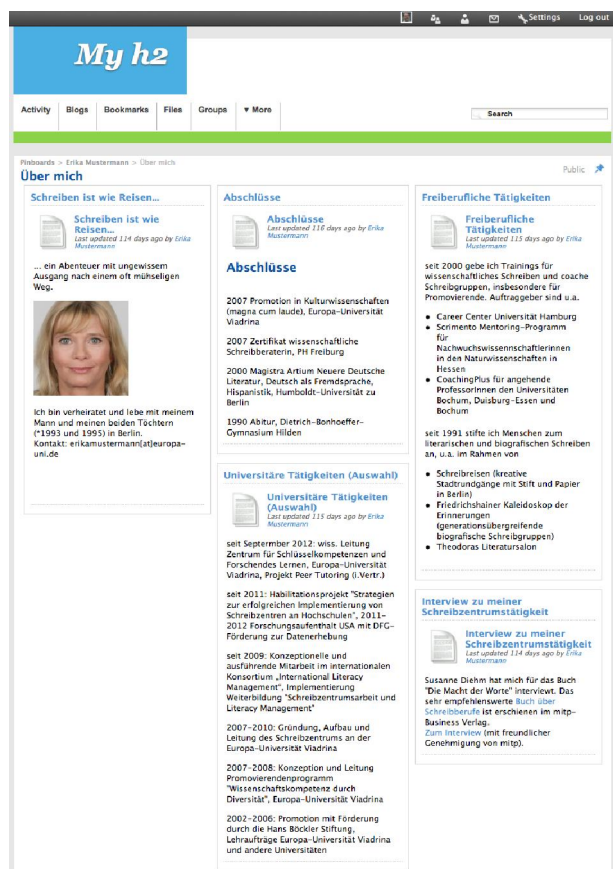 Settings
Log out
My h2
Activity
Blogs
Bookmarks
Files
Groups
▼ More
Search
Pinboards > Erika Mustermann > Über mich
Über mich
Public
Schreiben ist wie Reisen...
Schreiben ist wie
Reisen...
Last updated 114 days ago by Erika
Mustermann
... ein Abenteuer mit ungewissem
Ausgang nach einem oft mühseligen
Weg.
Ich bin verheiratet und lebe mit meinem
Mann und meinen beiden Töchtern
(*1993 und 1995) in Berlin.
Kontakt: erikamustermann[at]europa-
uni.de
Abschlüsse
Abschlüsse
Last updated 116 days ago by Erika
Mustermann
Abschlüsse
2007 Promotion in Kulturwissenschaften
(magna cum laude), Europa-Universität
Viadrina
2007 Zertifikat wissenschaftliche
Schreibberaterin, PH Freiburg
2000 Magistra Artium Neuere Deutsche
Literatur, Deutsch als Fremdsprache,
Hispanistik, Humboldt-Universität zu
Berlin
1990 Abitur, Dietrich-Bonhoeffer-
Gymnasium Hilden
Universitäre Tätigkeiten (Auswahl)
Universitäre Tätigkeiten
(Auswahl)
Last updated 115 days ago by Erika
Mustermann
seit Septermber 2012: wiss. Leitung
Zentrum für Schlüsselkompetenzen und
Forschendes Lernen, Europa-Universität
Viadrina, Projekt Peer Tutoring (i.Vertr.)
seit 2011: Habilitationsprojekt "Strategien
zur erfolgreichen Implementierung von
Schreibzentren an Hochschulen", 2011-
2012 Forschungsaufenthalt USA mit DFG-
Förderung zur Datenerhebung
seit 2009: Konzeptionelle und
ausführende Mitarbeit im internationalen
Konsortium „International Literacy
Management", Implementierung
Weiterbildung "Schreibzentrumsarbeit und
Literacy Management"
2007-2010: Gründung, Aufbau und
Leitung des Schreibzentrums an der
Europa-Universität Viadrina
2007-2008: Konzeption und Leitung
Promovierendenprogramm
"Wissenschaftskompetenz durch
Diversität", Europa-Universität Viadrina
2002-2006: Promotion mit Förderung
durch die Hans Böckler Stiftung,
Lehraufträge Europa-Universität Viadrina
und andere Universitäten
Freiberufliche Tätigkeiten
Freiberufliche
Tätigkeiten
Last updated 115 days ago by Erika
Mustermann
seit 2000 gebe ich Trainings für
wissenschaftliches Schreiben und coache
Schreibgruppen, insbesondere für
Promovierende. Auftraggeber sind u.a.
• Career Center Universität Hamburg
• Scrimento Mentoring-Programm
für
Nachwuchswissennschaftlerinnen
in den Naturwissenschaften in
Hessen
• CoachingPlus für angehende
ProfessorInnen den Universitäten
Bochum, Duisburg-Essen und
Bochum
seit 1991 stifte ich Menschen zum
literarischen und biografischen Schreiben
an, u.a. im Rahmen von
• Schreibreisen (kreative
Stadtrundgänge mit Stift und Papier
in Berlin)
• Friedrichshainer Kaleidoskop der
Erinnerungen
(generationsübergreifende
biografische Schreibgruppen)
• Theodoras Literatursalon
Interview zu meiner
Schreibzentrumstätigkeit
Interview zu meiner
Schreibzentrumstätigkeit
Last updated 114 days ago by Erika
Mustermann
Susanne Diehm hat mich für das Buch
"Die Macht der Worte" interviewt. Das
sehr empfehlenswerte Buch über
Schreibberufe ist erschienen im mitp-
Business Verlag.
Zum Interview (mit freundlicher
Genehmigung von mitp).